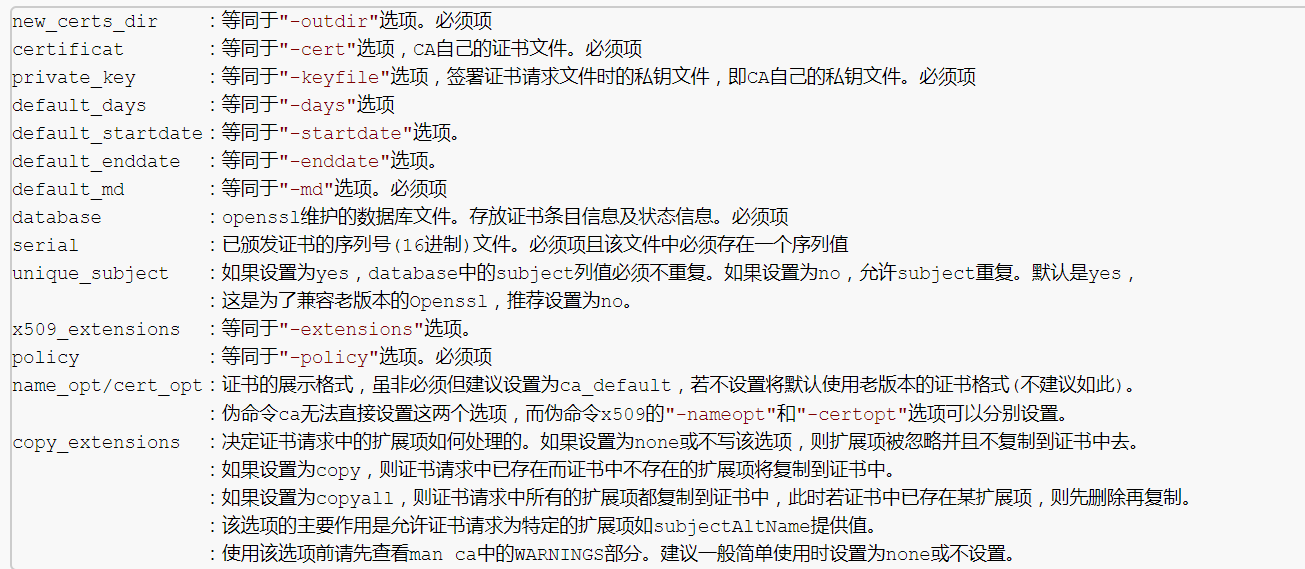 new_certs_dir    ：等同于"-outdir"选项。必须项
certificat       ：等同于"-cert"选项，CA自己的证书文件。必须项
private_key      ：等同于"-keyfile"选项，签署证书请求文件时的私钥文件，即CA自己的私钥文件。必须项
default_days     ：等同于"-days"选项
default_startdate：等同于"-startdate"选项。
default_enddate  ：等同于"-enddate"选项。
default_md       ：等同于"-md"选项。必须项
database         ：openssl维护的数据库文件。存放证书条目信息及状态信息。必须项
serial           ：已颁发证书的序列号(16进制)文件。必须项且该文件中必须存在一个序列值
unique_subject   ：如果设置为yes，database中的subject列值必须不重复。如果设置为no，允许subject重复。默认是yes，
                 ：这是为了兼容老版本的Openssl，推荐设置为no。
x509_extensions  ：等同于"-extensions"选项。
policy           ：等同于"-policy"选项。必须项
name_opt/cert_opt：证书的展示格式，虽非必须但建议设置为ca_default，若不设置将默认使用老版本的证书格式(不建议如此)。
                 ：伪命令ca无法直接设置这两个选项，而伪命令x509的"-nameopt"和"-certopt"选项可以分别设置。
copy_extensions  ：决定证书请求中的扩展项如何处理的。如果设置为none或不写该选项，则扩展项被忽略并且不复制到证书中去。
                 ：如果设置为copy，则证书请求中已存在而证书中不存在的扩展项将复制到证书中。
                 ：如果设置为copyall，则证书请求中所有的扩展项都复制到证书中，此时若证书中已存在某扩展项，则先删除再复制。
                 ：该选项的主要作用是允许证书请求为特定的扩展项如subjectAltName提供值。
                 ：使用该选项前请先查看man ca中的WARNINGS部分。建议一般简单使用时设置为none或不设置。